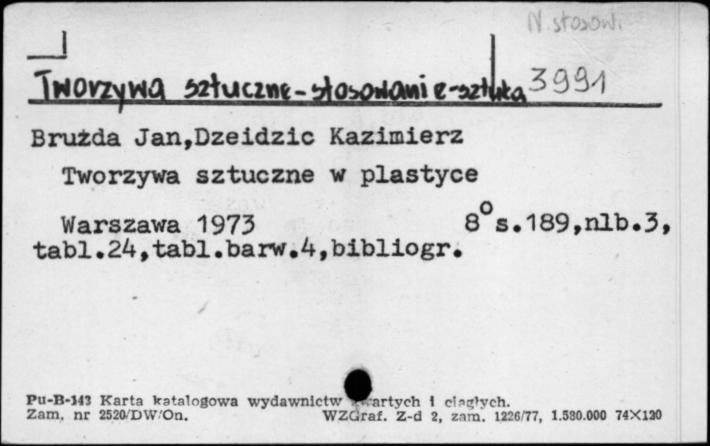 N. stosow.
Tworzywa sztuczne-stosowanie-sztuka 3991
Brużda Jan,Dzeidzic Kazimierz
Tworzywa sztuczne w plastyce
Warszawa 1973 8° s.189,nlb.3,
tabl.24,tabl.barw.4,bibliogr.
Pu-B-143 Karta katalogowa wydawnictw zwartych i ciągłych.
Zam. nr 2520/DW/On. WZGraf. Z-d 2, zam. 1226/77, 1.580.000 74X120